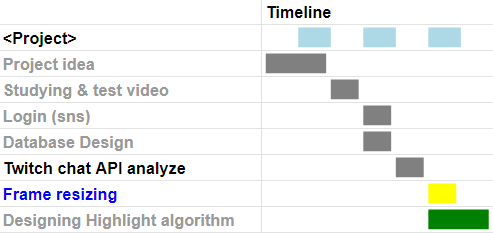 Timeline
<Project>
Project idea
Studying & test video
Login (sns)
Database Design
Twitch chat API analyze
Frame resizing
Designing Highlight algorithm